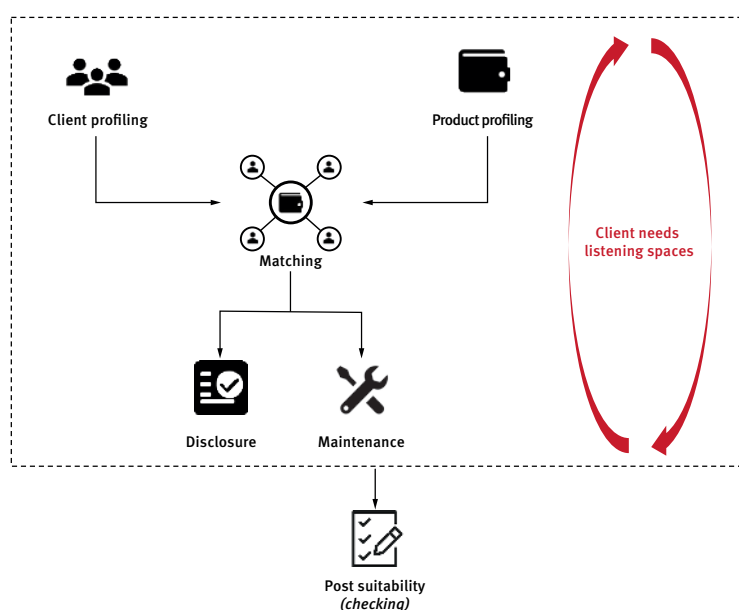 Client profiling
Product profiling
Client needs
listening spaces
Matching
Disclosure
Maintenance
Post suitability
(checking)